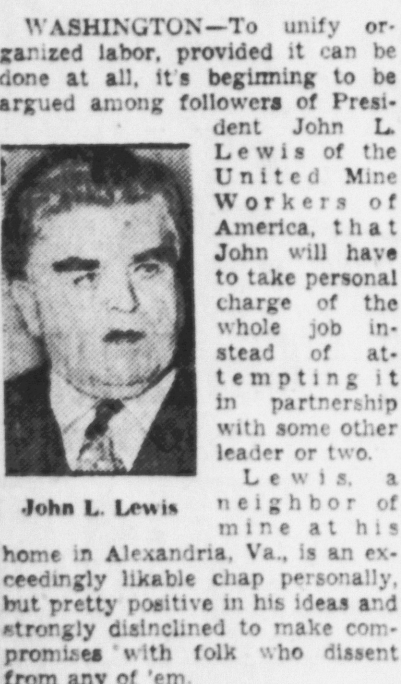 WASHINGTON—To unify or-
ganized labor, provided it can be
done at all, it's beginning to be
argued among followers of Presi-
dent John L.
Lewis of the
United Mine
Workers of
America, that
John will have
to take personal
charge of the
whole job in-
stead of at-
tempting it
in partnership
with some other
leader or two.
Lewis, a
neighbor of
mine at his
John L. Lewis
home in Alexandria, Va., is an ex-
ceedingly likable chap personally,
but pretty positive in his ideas and
strongly disinclined to make com-
promises with folk who dissent
from any of 'em.